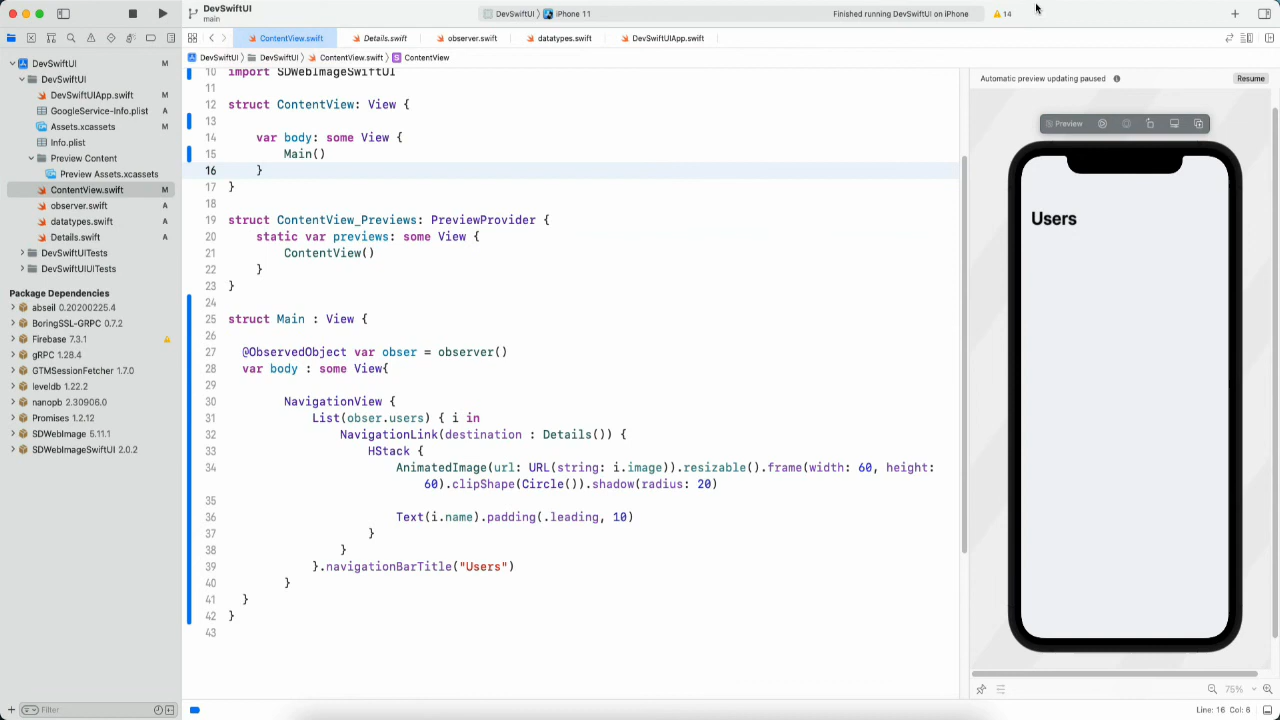 DevSwiftUI
main
DevSwiftUI 〉 iPhone 11
Finished running DevSwiftUI on iPhone
14
ContentView.swift
Details.swift
observer.swift
datatypes.swift
DevSwiftUIApp.swift
DevSwiftUI 〉 DevSwiftUI 〉 ContentView.swift 〉 S ContentView
DevSwiftUI M
DevSwiftUI
DevSwiftUIApp.swift M
GoogleService-Info.plist A
Assets.xcassets M
Info.plist
Preview Content
Preview Assets.xcassets
ContentView.swift M
observer.swift A
datatypes.swift A
Details.swift A
DevSwiftUITests
DevSwiftUIUITests
Package Dependencies
abseil 0.20200225.4
BoringSSL-GRPC 0.7.2
Firebase 7.3.1
gRPC 1.28.4
GTMSessionFetcher 1.7.0
leveldb 1.22.2
nanopb 2.30906.0
Promises 1.2.12
SDWebImage 5.11.1
SDWebImageSwiftUI 2.0.2
Filter
10 import SDWebImageSwiftUI
11
12 struct ContentView: View {
13
14 var body: some View {
15 Main()
16 }
17 }
18
19 struct ContentView_Previews: PreviewProvider {
20 static var previews: some View {
21 ContentView()
22 }
23 }
24
25 struct Main : View {
26
27 @ObservedObject var obser = observer()
28 var body : some View{
29
30 NavigationView {
31 List(obser.users) { i in
32 NavigationLink(destination : Details()) {
33 HStack {
34 AnimatedImage(url: URL(string: i.image)).resizable().frame(width: 60, height:
60).clipShape(Circle()).shadow(radius: 20)
35
36 Text(i.name).padding(.leading, 10)
37 }
38 }
39 }.navigationBarTitle("Users")
40 }
41 }
42 }
43
Automatic preview updating paused
Resume
Preview
Users
75%
Line: 16 Col: 6